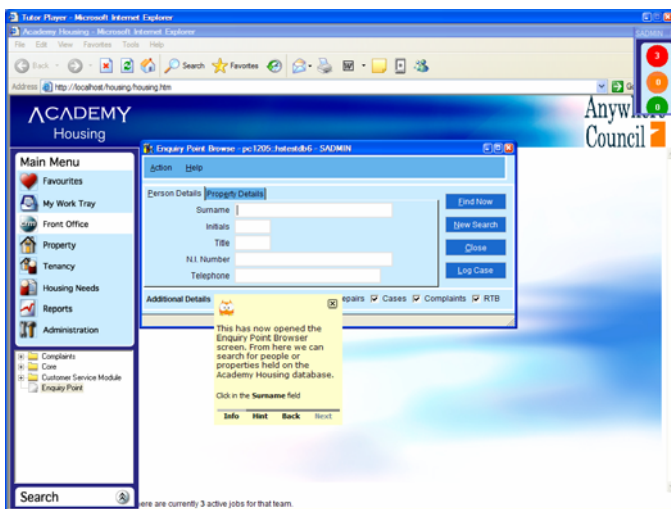 Tutor Player - Microsoft Internet Explorer
Academy Housing - Microsoft Internet Explorer
SADMIN
File Edit View Favorites Tools Help
3
Back Search Favorites
0
Address http://localhost/housing/housing.htm
0
ACADEMY
Housing
Anywhere
Council
Enquiry Point Browse - pc1205::hstestdb6 - SADMIN
Action Help
Main Menu
Favourites
My Work Tray
Front Office
Property
Tenancy
Housing Needs
Reports
Administration
Person Details Property Details
Surname
Initials
Title
N.I. Number
Telephone
Find Now
New Search
Close
Log Case
Additional Details epairs Cases Complaints RTB
This has now opened the
Enquiry Point Browser
screen. From here we can
search for people or
properties held on the
Academy Housing database.
Click in the Surname field
Info Hint Back Next
Complaints
Core
Customer Service Module
Enquiry Point
Search
ere are currently 3 active jobs for that team.